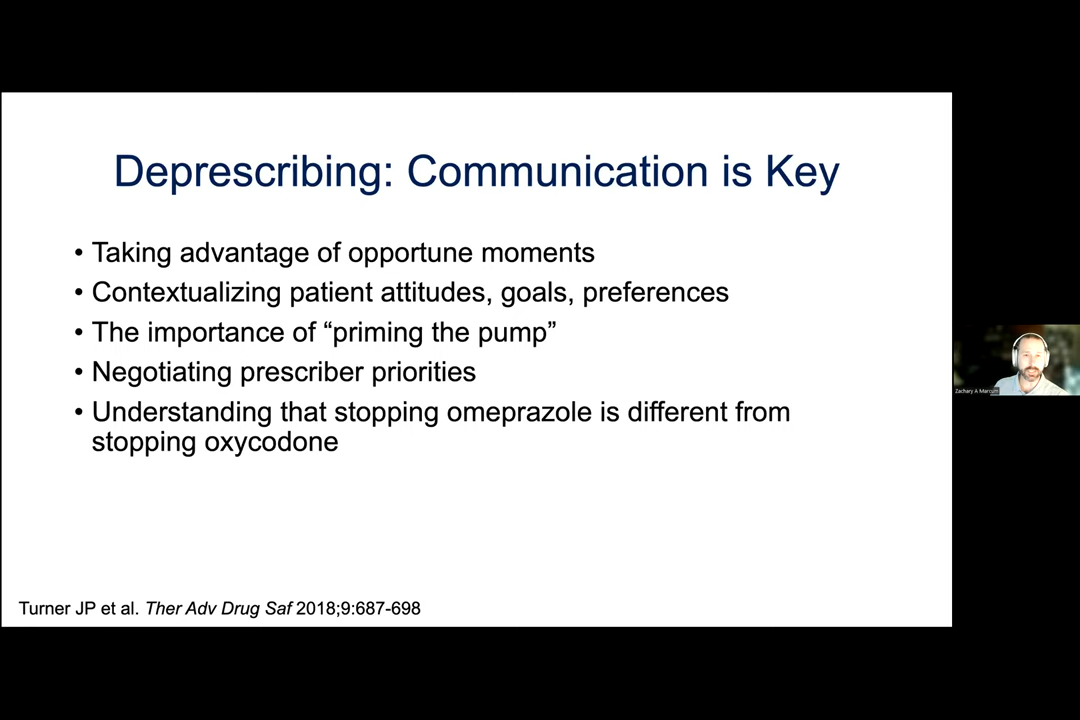 Deprescribing: Communication is Key
• Taking advantage of opportune moments
• Contextualizing patient attitudes, goals, preferences
• The importance of “priming the pump”
• Negotiating prescriber priorities
• Understanding that stopping omeprazole is different from
stopping oxycodone
Zachary A Marcum
Turner JP et al. Ther Adv Drug Saf 2018;9:687-698